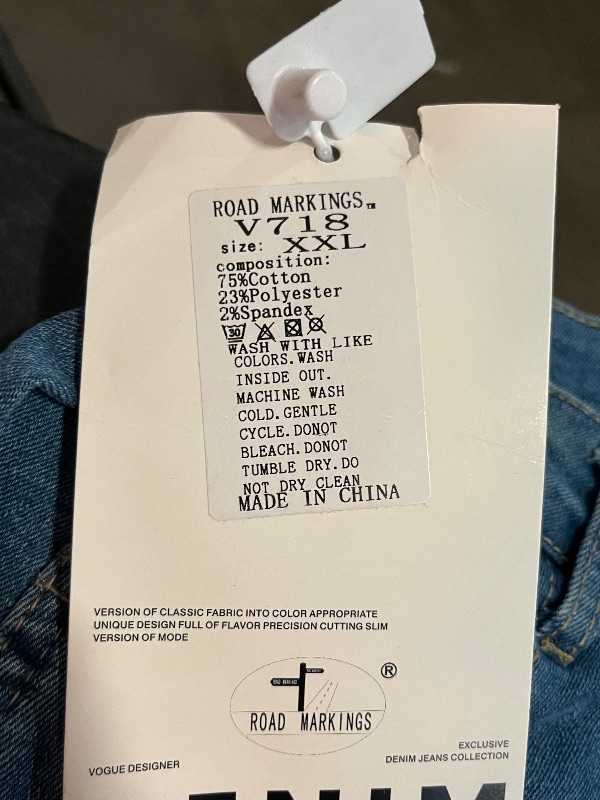 ROAD MARKINGS™
V718
size: XXL
composition:
75%Cotton
23%Polyester
2%Spandex
30
WASH WITH LIKE
COLORS. WASH
INSIDE OUT.
MACHINE WASH
COLD. GENTLE
CYCLE. DONOT
BLEACH. DONOT
TUMBLE DRY. DO
NOT DRY CLEAN
MADE IN CHINA
VERSION OF CLASSIC FABRIC INTO COLOR APPROPRIATE
UNIQUE DESIGN FULL OF FLAVOR PRECISION CUTTING SLIM
VERSION OF MODE
®
ROAD MARKINGS
ROAD MARKINGS
EXCLUSIVE
VOGUE DESIGNER
DENIM JEANS COLLECTION